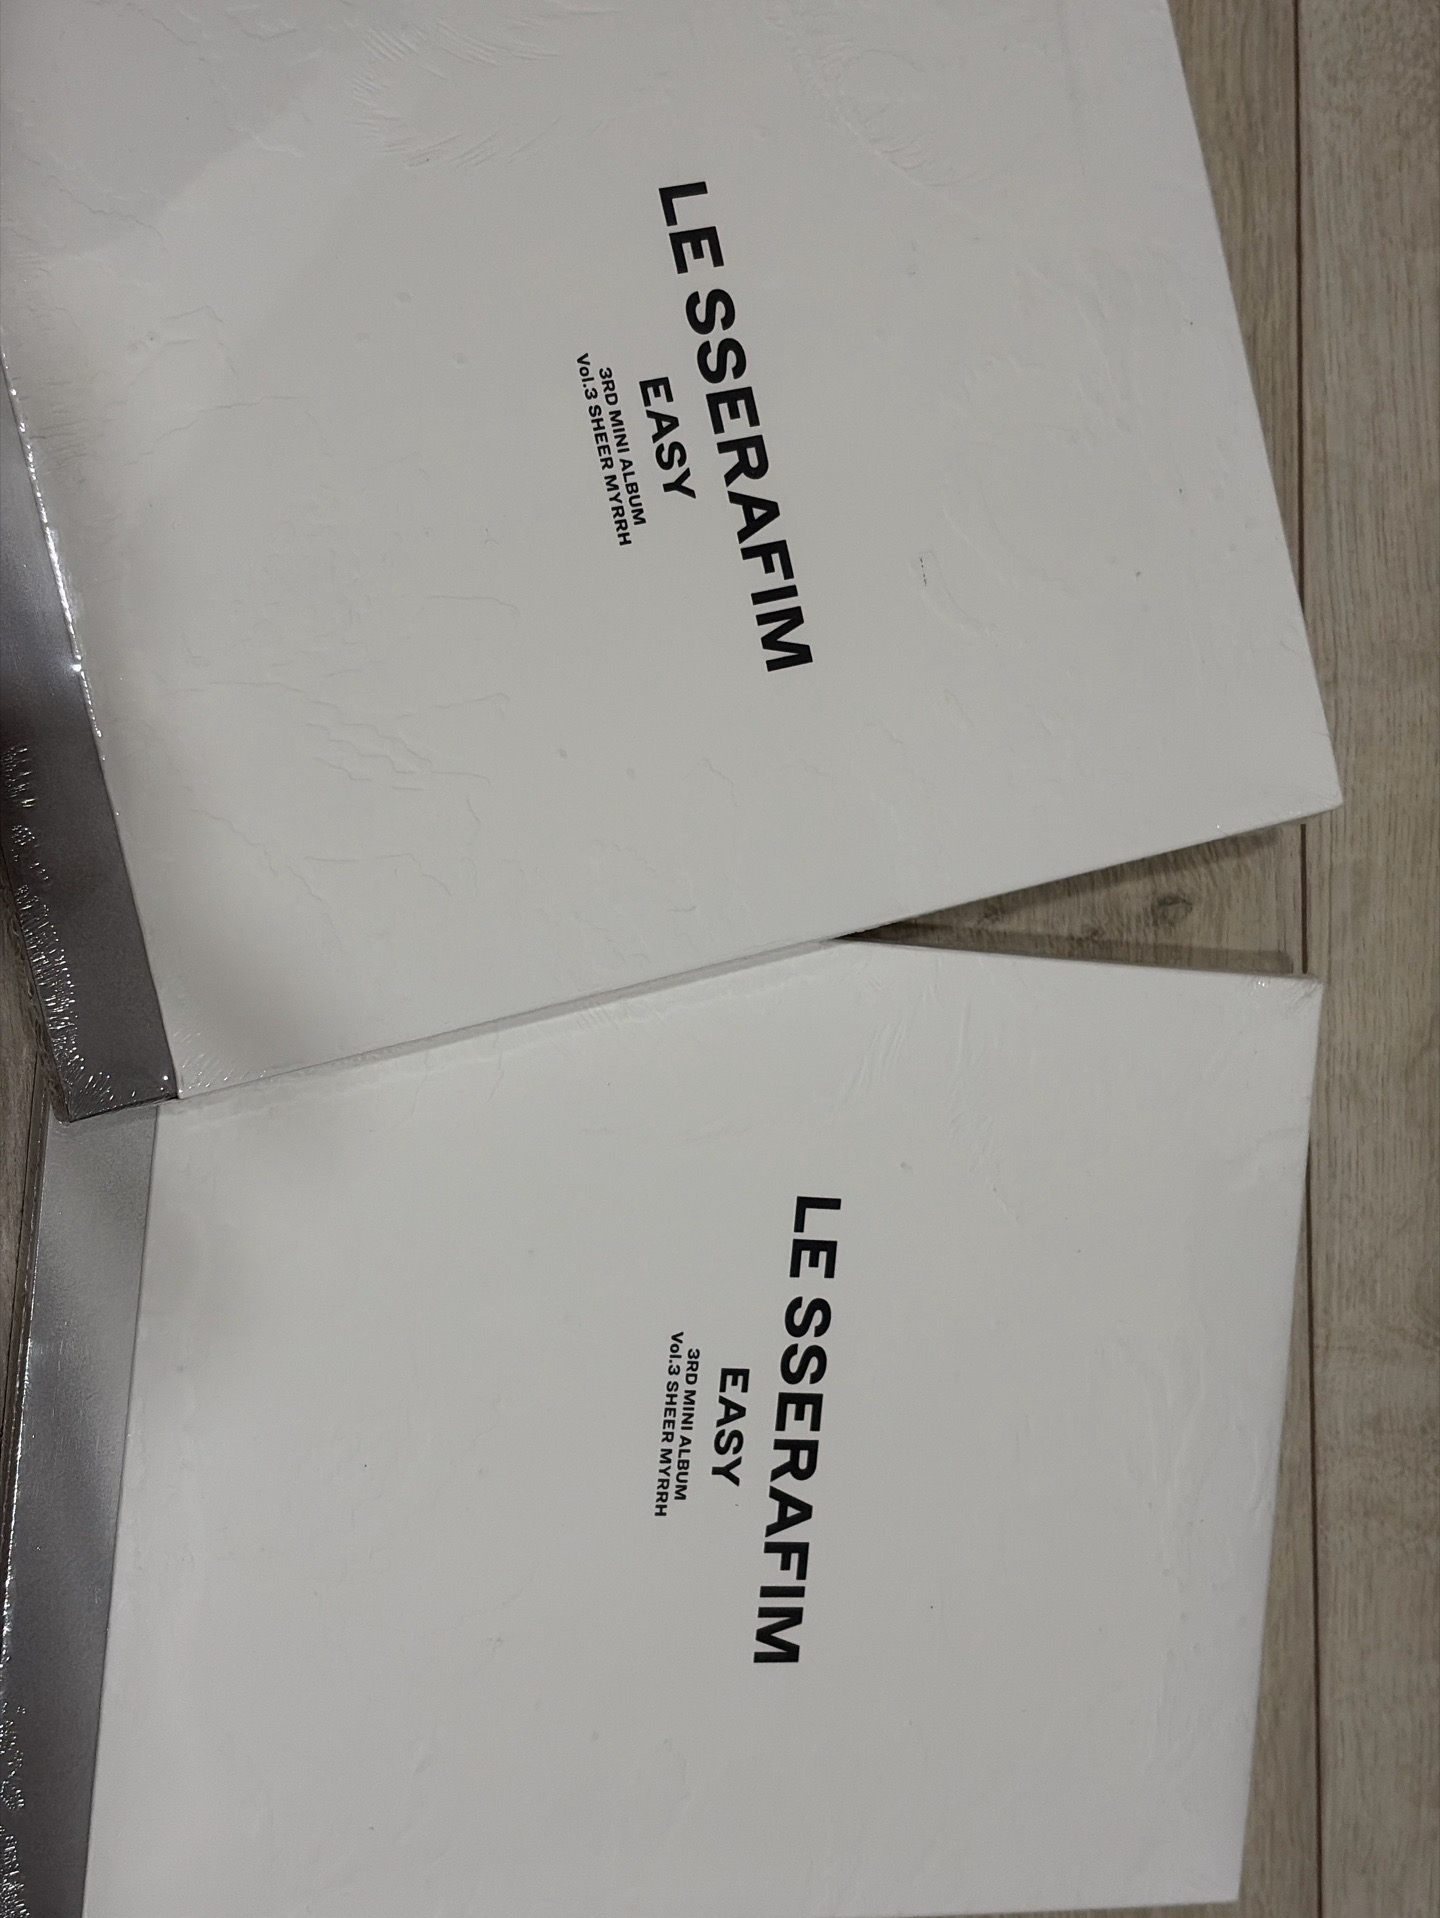 LE SSERAFIM
EASY
3RD MINI ALBUM
Vol.3 SHEER MYRRH
LE SSERAFIM
EASY
3RD MINI ALBUM
Vol.3 SHEER MYRRH